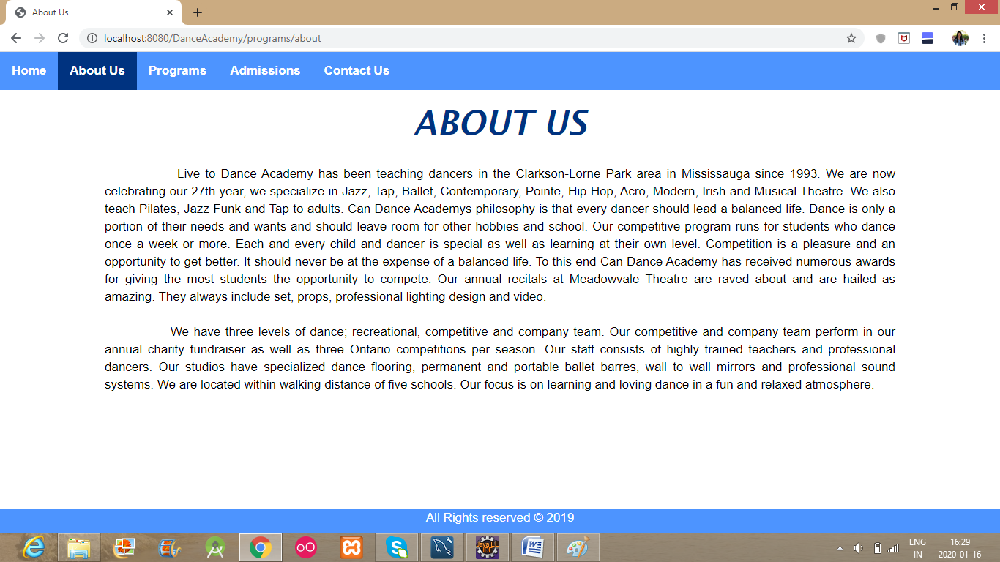 About Us
localhost:8080/DanceAcademy/programs/about
Home About Us Programs Admissions Contact Us
ABOUT US
Live to Dance Academy has been teaching dancers in the Clarkson-Lorne Park area in Mississauga since 1993. We are now
celebrating our 27th year, we specialize in Jazz, Tap, Ballet, Contemporary, Pointe, Hip Hop, Acro, Modern, Irish and Musical Theatre. We also
teach Pilates, Jazz Funk and Tap to adults. Can Dance Academys philosophy is that every dancer should lead a balanced life. Dance is only a
portion of their needs and wants and should leave room for other hobbies and school. Our competitive program runs for students who dance
once a week or more. Each and every child and dancer is special as well as learning at their own level. Competition is a pleasure and an
opportunity to get better. It should never be at the expense of a balanced life. To this end Can Dance Academy has received numerous awards
for giving the most students the opportunity to compete. Our annual recitals at Meadowvale Theatre are raved about and are hailed as
amazing. They always include set, props, professional lighting design and video.
We have three levels of dance; recreational, competitive and company team. Our competitive and company team perform in our
annual charity fundraiser as well as three Ontario competitions per season. Our staff consists of highly trained teachers and professional
dancers. Our studios have specialized dance flooring, permanent and portable ballet barres, wall to wall mirrors and professional sound
systems. We are located within walking distance of five schools. Our focus is on learning and loving dance in a fun and relaxed atmosphere.
All Rights reserved © 2019
Java EE
IDE
ENG
IN
16:29
2020-01-16